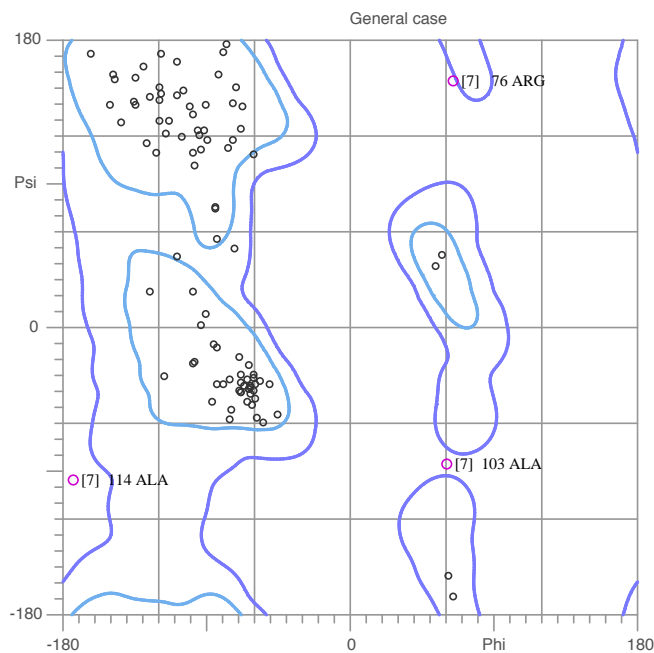 General case
180
[7] 76 ARG
Psi
0
[7] 103 ALA
[7] 114 ALA
-180
-180 0 Phi 180